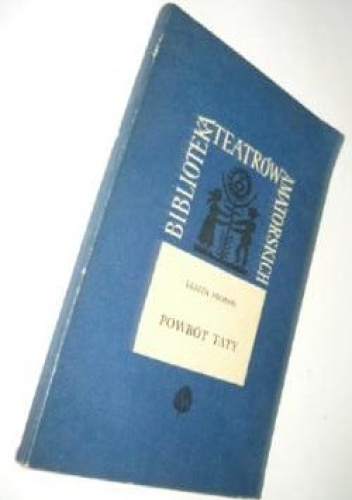 BIBLIOTEKA
TEATRÓW
AMATORSKICH
POWRÓT TATY